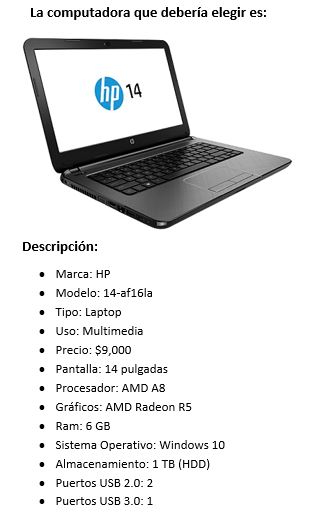 La computadora que debería elegir es:
hp 14
Descripción:
• Marca: HP
• Modelo: 14-af16la
• Tipo: Laptop
• Uso: Multimedia
• Precio: $9,000
• Pantalla: 14 pulgadas
• Procesador: AMD A8
• Gráficos: AMD Radeon R5
• Ram: 6 GB
• Sistema Operativo: Windows 10
• Almacenamiento: 1 TB (HDD)
• Puertos USB 2.0: 2
• Puertos USB 3.0: 1